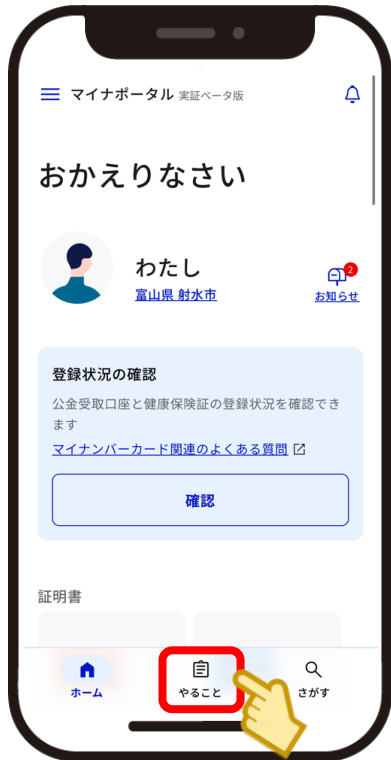 マイナポータル 実証ベータ版
おかえりなさい
わたし
富山県 射水市
2
お知らせ
登録状況の確認
公金受取口座と健康保険証の登録状況を確認でき
ます
マイナンバーカード関連のよくある質問
確認
証明書
ホーム
やること
さがす